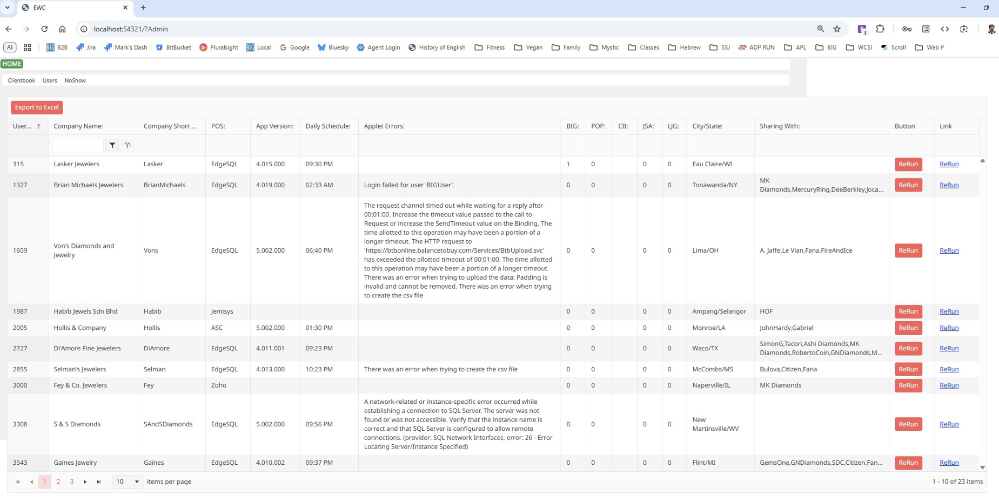 EWC
localhost:54321/?Admin
3
AI BIG B2B Jira Mark's Dash BitBucket Pluralsight BIG Local Google Bluesky Agent Login History of English Fitness Vegan Family Mystic Classes Hebrew SSJ ADP RUN APL BIG WCSI Scroll Web P
HOME
Clientbook Users NoShow
Export to Excel
User... Company Name: Company Short ... POS: App Version: Daily Schedule: Applet Errors: BIG: POP: CB: JSA: LJG: City/State: Sharing With: Button Link
315 Lasker Jewelers Lasker EdgeSQL 4.015.000 09:30 PM 1 0 0 0 Eau Claire/WI ReRun ReRun
1327 Brian Michaels Jewelers BrianMichaels EdgeSQL 4.019.000 02:33 AM Login failed for user 'BIGUser'. 0 0 0 0 Tonawanda/NY MK
Diamonds,MercuryRing,DeeBerkley,Joca... ReRun ReRun
1609 Von's Diamonds and
Jewelry Vons EdgeSQL 5.002.000 06:40 PM The request channel timed out while waiting for a reply after
00:01:00. Increase the timeout value passed to the call to
Request or increase the SendTimeout value on the Binding. The
time allotted to this operation may have been a portion of a
longer timeout. The HTTP request to
'https://btbonline.balancetobuy.com/Services/BtbUpload.svc'
has exceeded the allotted timeout of 00:01:00. The time allotted
to this operation may have been a portion of a longer timeout.
There was an error when trying to upload the data: Padding is
invalid and cannot be removed. There was an error when trying
to create the csv file 0 0 0 0 Lima/OH A. Jaffe,Le Vian,Fana,FireAndIce ReRun ReRun
1987 Habib Jewels Sdn Bhd Habib Jemisys 0 0 0 0 Ampang/Selangor HOF ReRun ReRun
2005 Hollis & Company Hollis ASC 5.002.000 01:30 PM 0 0 0 0 Monroe/LA JohnHardy,Gabriel ReRun ReRun
2727 Di'Amore Fine Jewelers DiAmore EdgeSQL 4.011.001 09:23 PM 0 0 0 0 Waco/TX SimonG,Tacori,Ashi Diamonds,MK
Diamonds,RobertoCoin,GNDiamonds,M... ReRun ReRun
2855 Selman's Jewelers Selman EdgeSQL 4.013.000 10:23 PM There was an error when trying to create the csv file 0 0 0 0 McCombs/MS Bulova,Citizen,Fana ReRun ReRun
3000 Fey & Co. Jewelers Fey Zoho 0 0 0 0 Naperville/IL MK Diamonds ReRun ReRun
3308 S & S Diamonds SAndSDiamonds EdgeSQL 5.002.000 09:56 PM A network-related or instance-specific error occurred while
establishing a connection to SQL Server. The server was not
found or was not accessible. Verify that the instance name is
correct and that SQL Server is configured to allow remote
connections. (provider: SQL Network Interfaces, error: 26 - Error
Locating Server/Instance Specified) 0 0 0 0 New
Martinsville/WV ReRun ReRun
3543 Gaines Jewelry Gaines EdgeSQL 4.010.002 09:37 PM 0 0 0 0 Flint/MI GemsOne,GNDiamonds,SDC,Citizen,Fan... ReRun ReRun
1 2 3 10 items per page 1 - 10 of 23 items